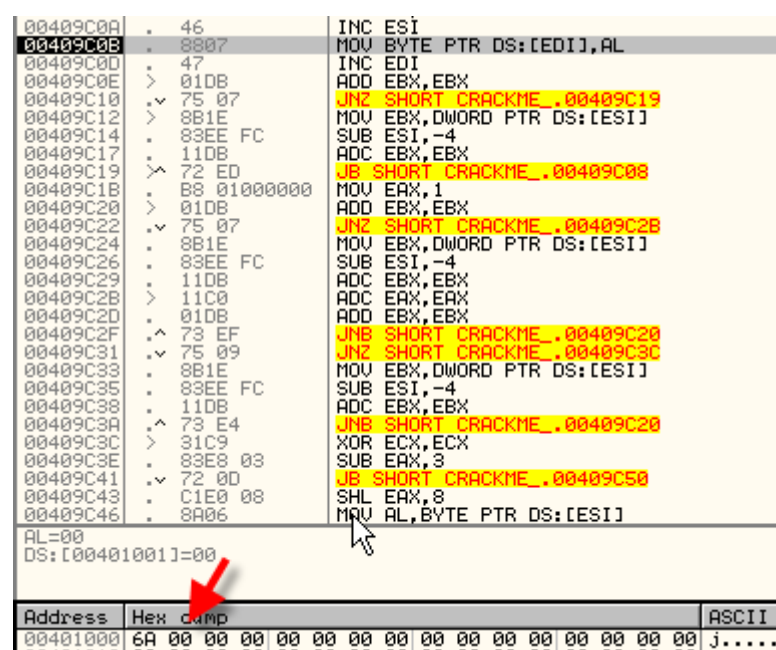 00409C0A . 46 INC ESI
00409C0B . 8807 MOV BYTE PTR DS:[EDI],AL
00409C0D . 47 INC EDI
00409C0E > 01DB ADD EBX,EBX
00409C10 .v 75 07 JNZ SHORT CRACKME_.00409C19
00409C12 > 8B1E MOV EBX,DWORD PTR DS:[ESI]
00409C14 . 83EE FC SUB ESI,-4
00409C17 . 11DB ADC EBX,EBX
00409C19 >^ 72 ED JB SHORT CRACKME_.00409C08
00409C1B . B8 01000000 MOV EAX,1
00409C20 > 01DB ADD EBX,EBX
00409C22 .v 75 07 JNZ SHORT CRACKME_.00409C2B
00409C24 . 8B1E MOV EBX,DWORD PTR DS:[ESI]
00409C26 . 83EE FC SUB ESI,-4
00409C29 . 11DB ADC EBX,EBX
00409C2B > 11C0 ADC EAX,EAX
00409C2D . 01DB ADD EBX,EBX
00409C2F .^ 73 EF JNB SHORT CRACKME_.00409C20
00409C31 .v 75 09 JNZ SHORT CRACKME_.00409C3C
00409C33 . 8B1E MOV EBX,DWORD PTR DS:[ESI]
00409C35 . 83EE FC SUB ESI,-4
00409C38 . 11DB ADC EBX,EBX
00409C3A .^ 73 E4 JNB SHORT CRACKME_.00409C20
00409C3C > 31C9 XOR ECX,ECX
00409C3E . 83E8 03 SUB EAX,3
00409C41 .v 72 0D JB SHORT CRACKME_.00409C50
00409C43 . C1E0 08 SHL EAX,8
00409C46 . 8A06 MOV AL,BYTE PTR DS:[ESI]
AL=00
DS:[00401001]=00
Address Hex dump ASCII
00401000 6A 00 00 00 00 00 00 00 00 00 00 00 00 00 00 00 j.....